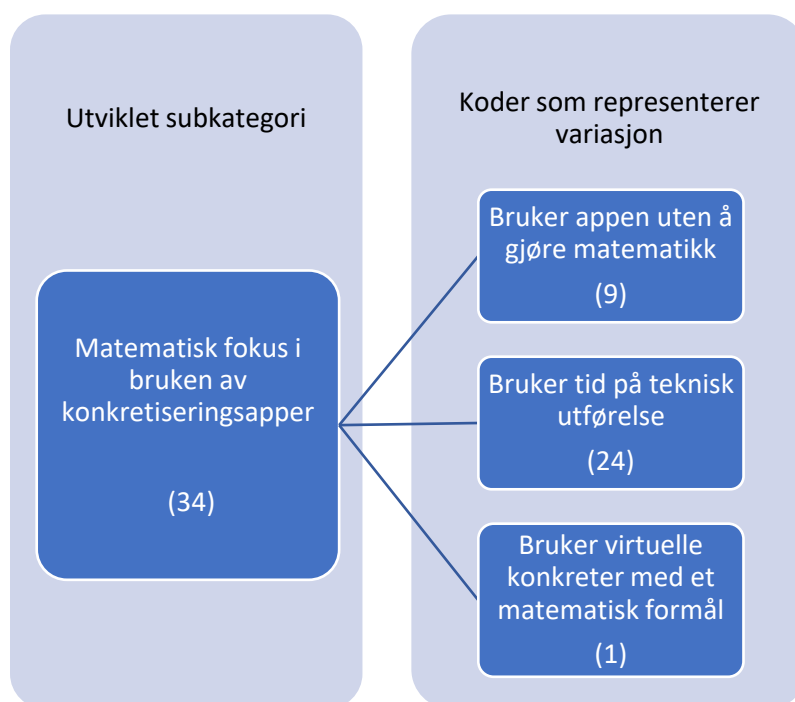 Utviklet subkategori
Matematisk fokus i
bruken av
konkretiseringsapper
(34)
Koder som representerer
variasjon
Bruker appen uten å
gjøre matematikk
(9)
Bruker tid på teknisk
utførelse
(24)
Bruker virtuelle
konkreter med et
matematisk formål
(1)